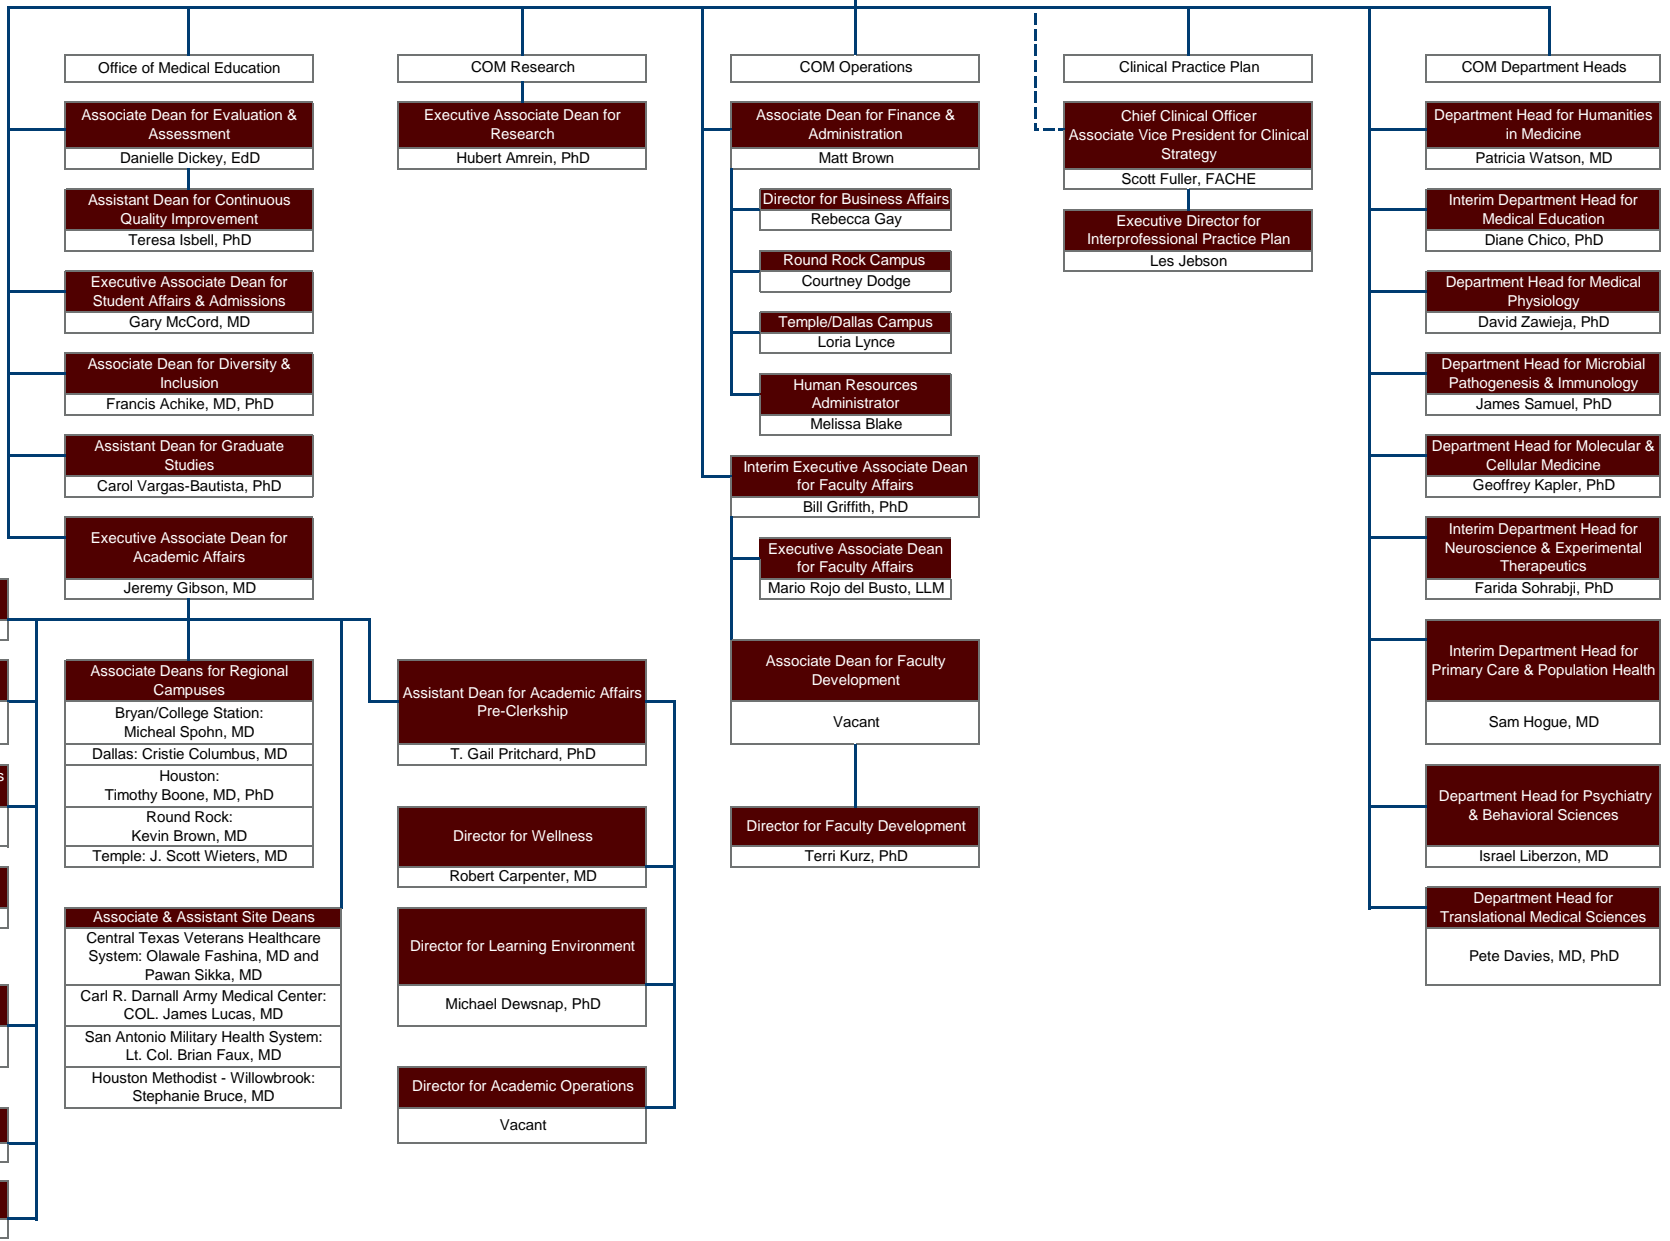 Office of Medical Education
Associate Dean for Evaluation &
Assessment
Danielle Dickey, EdD
Assistant Dean for Continuous
Quality Improvement
Teresa Isbell, PhD
Executive Associate Dean for
Student Affairs & Admissions
Gary McCord, MD
Associate Dean for Diversity &
Inclusion
Francis Achike, MD, PhD
Assistant Dean for Graduate
Studies
Carol Vargas-Bautista, PhD
Executive Associate Dean for
Academic Affairs
Jeremy Gibson, MD
s
Associate Deans for Regional
Campuses
Bryan/College Station:
Micheal Spohn, MD
Dallas: Cristie Columbus, MD
Houston:
Timothy Boone, MD, PhD
Round Rock:
Kevin Brown, MD
Temple: J. Scott Wieters, MD
Associate & Assistant Site Deans
Central Texas Veterans Healthcare
System: Olawale Fashina, MD and
Pawan Sikka, MD
Carl R. Darnall Army Medical Center:
COL. James Lucas, MD
San Antonio Military Health System:
Lt. Col. Brian Faux, MD
Houston Methodist - Willowbrook:
Stephanie Bruce, MD
COM Research
Executive Associate Dean for
Research
Hubert Amrein, PhD
Assistant Dean for Academic Affairs
Pre-Clerkship
T. Gail Pritchard, PhD
Director for Wellness
Robert Carpenter, MD
Director for Learning Environment
Michael Dewsnap, PhD
Director for Academic Operations
Vacant
COM Operations
Associate Dean for Finance &
Administration
Matt Brown
Director for Business Affairs
Rebecca Gay
Round Rock Campus
Courtney Dodge
Temple/Dallas Campus
Loria Lynce
Human Resources
Administrator
Melissa Blake
Interim Executive Associate Dean
for Faculty Affairs
Bill Griffith, PhD
Executive Associate Dean
for Faculty Affairs
Mario Rojo del Busto, LLM
Associate Dean for Faculty
Development
Vacant
Director for Faculty Development
Terri Kurz, PhD
Clinical Practice Plan
Chief Clinical Officer
Associate Vice President for Clinical
Strategy
Scott Fuller, FACHE
Executive Director for
Interprofessional Practice Plan
Les Jebson
COM Department Heads
Department Head for Humanities
in Medicine
Patricia Watson, MD
Interim Department Head for
Medical Education
Diane Chico, PhD
Department Head for Medical
Physiology
David Zawieja, PhD
Department Head for Microbial
Pathogenesis & Immunology
James Samuel, PhD
Department Head for Molecular &
Cellular Medicine
Geoffrey Kapler, PhD
Interim Department Head for
Neuroscience & Experimental
Therapeutics
Farida Sohrabji, PhD
Interim Department Head for
Primary Care & Population Health
Sam Hogue, MD
Department Head for Psychiatry
& Behavioral Sciences
Israel Liberzon, MD
Department Head for
Translational Medical Sciences
Pete Davies, MD, PhD